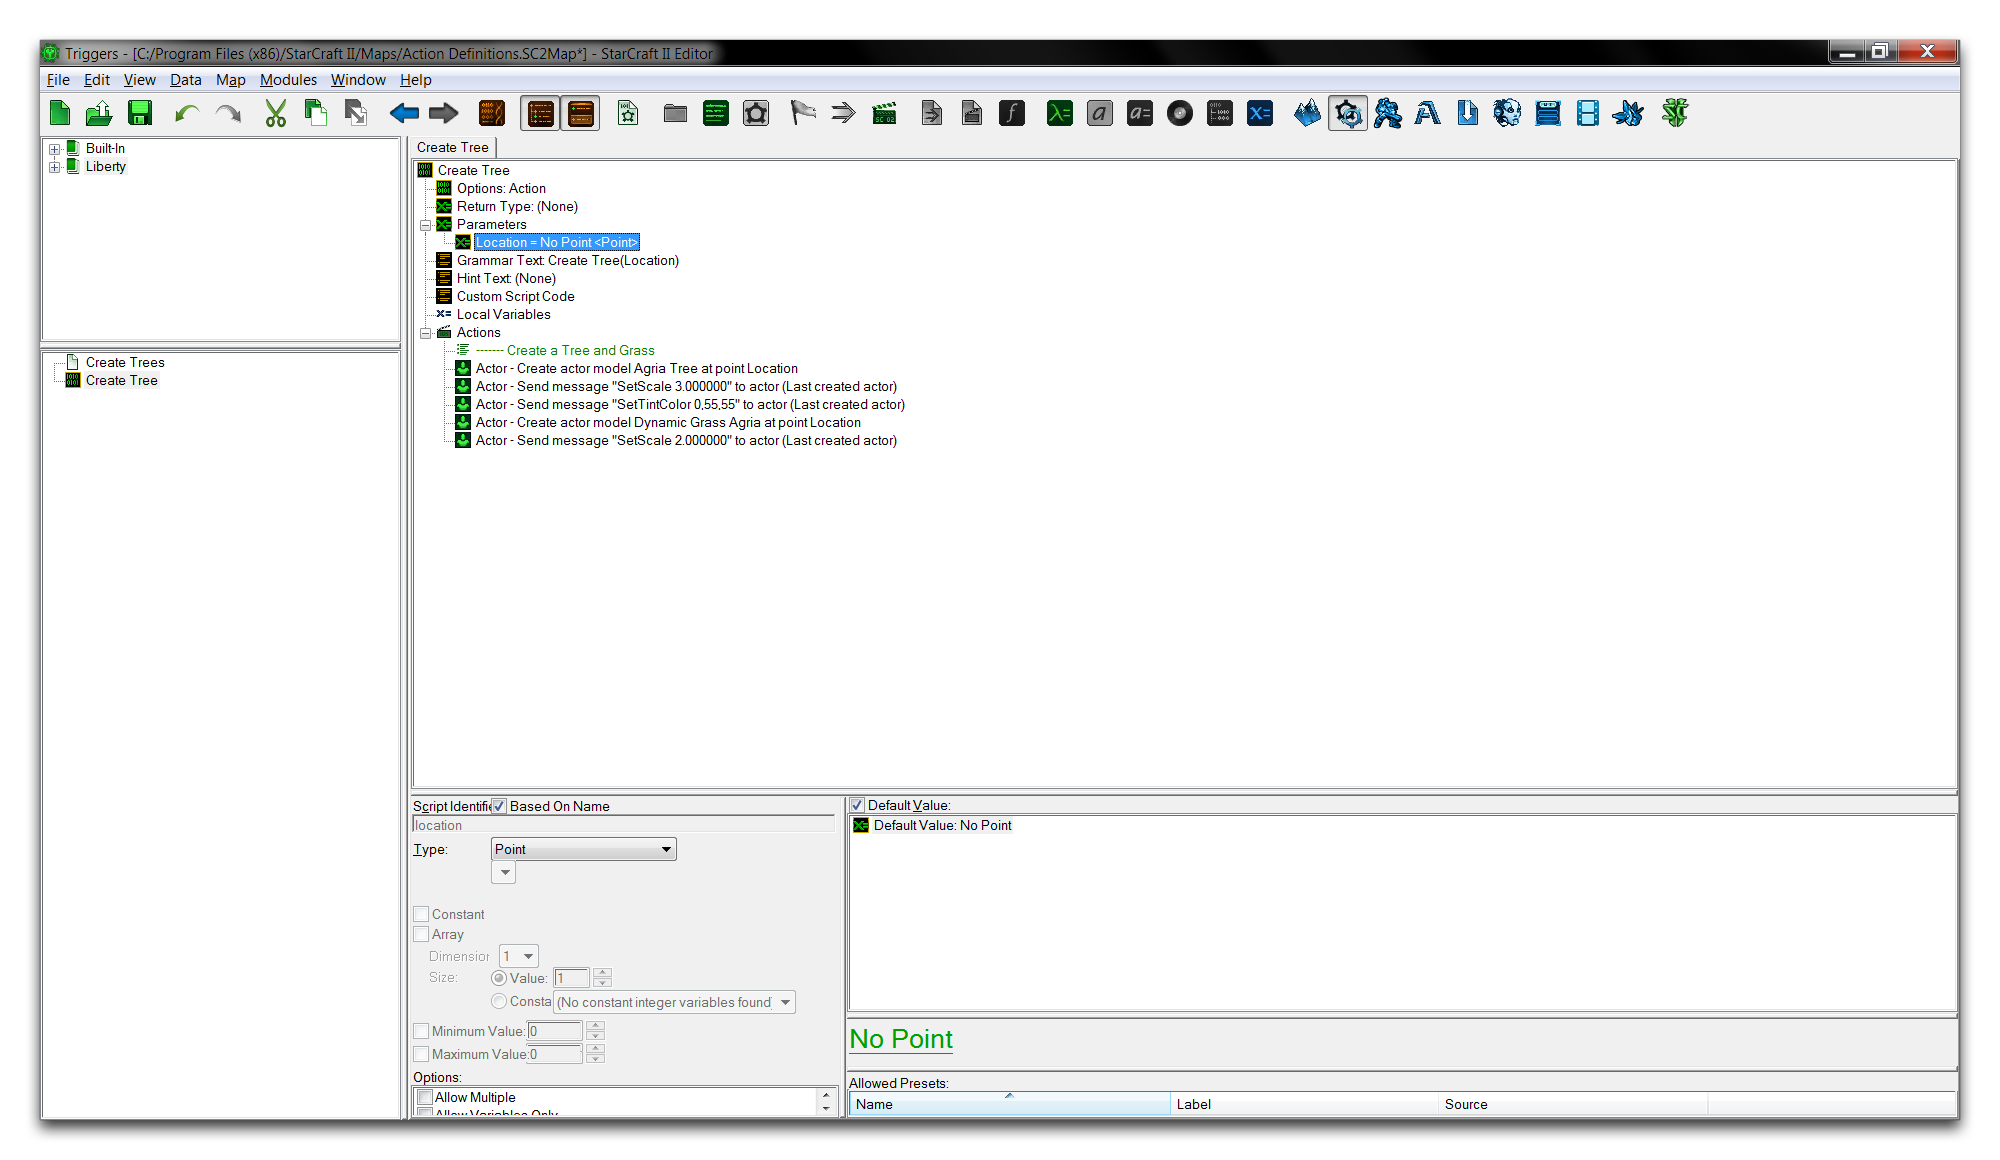 Triggers - [C:/Program Files (x86)/StarCraft II/Maps/Action Definitions.SC2Map*] - StarCraft II Editor
File Edit View Data Map Modules Window Help
Built-In
Liberty
Create Trees
Create Tree
Create Tree
Create Tree
Options: Action
Return Type: (None)
Parameters
Location = No Point <Point>
Grammar Text: Create Tree(Location)
Hint Text: (None)
Custom Script Code
Local Variables
Actions
------- Create a Tree and Grass
Actor - Create actor model Agria Tree at point Location
Actor - Send message "SetScale 3.000000" to actor (Last created actor)
Actor - Send message "SetTintColor 0,55,55" to actor (Last created actor)
Actor - Create actor model Dynamic Grass Agria at point Location
Actor - Send message "SetScale 2.000000" to actor (Last created actor)
Script Identifie Based On Name
location
Type: Point
Constant
Array
Dimension 1
Size: Value: 1
Consta (No constant integer variables found)
Minimum Value: 0
Maximum Value: 0
Options:
Allow Multiple
Allow Variables Only
Default Value:
Default Value: No Point
No Point
Allowed Presets:
Name Label Source